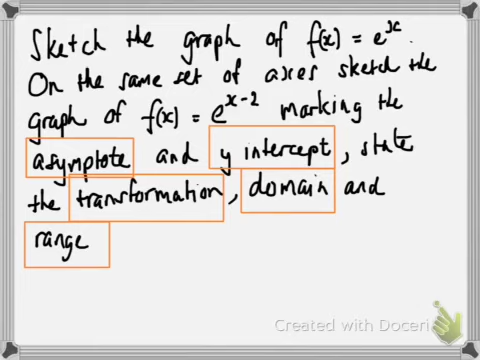 Sketch the graph of f(x) = e^x.
On the same set of axes sketch the
graph of f(x) = e^{x-2} marking the
asymptote and y intercept, state
the transformation, domain and
range
Created with Doceri